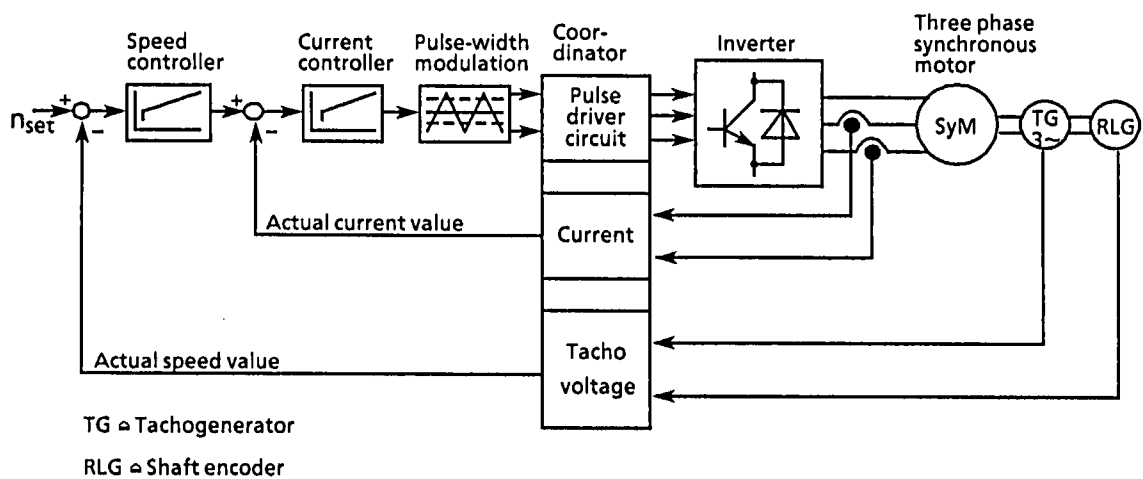 Speed
controller
Current
controller
Pulse-width
modulation
Coor-
dinator
Inverter
Three phase
synchronous
motor
nset
+
-
+
-
Pulse
driver
circuit
SyM
TG
3~
RLG
Actual current value
Current
Actual speed value
Tacho
voltage
TG ≙ Tachogenerator
RLG ≙ Shaft encoder